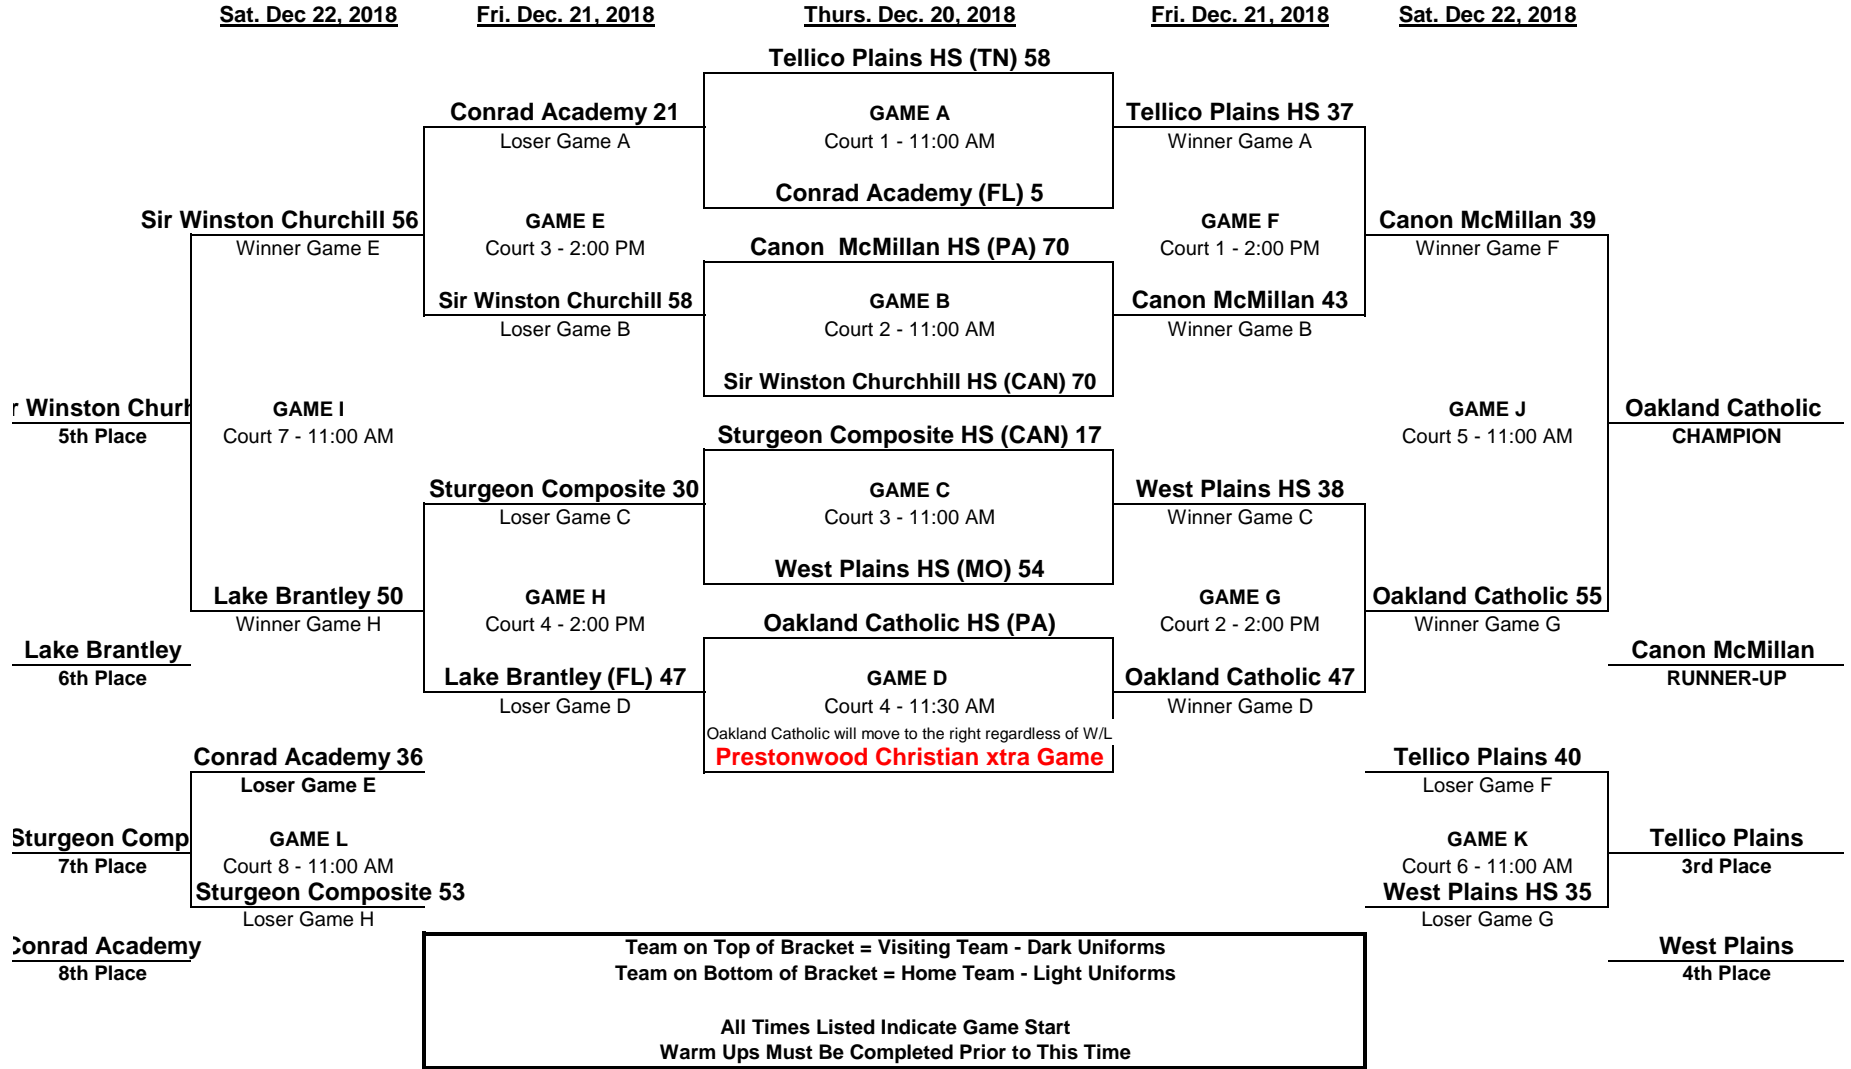 Sat. Dec 22, 2018 Fri. Dec. 21, 2018 Thurs. Dec. 20, 2018 Fri. Dec. 21, 2018 Sat. Dec 22, 2018
Tellico Plains HS (TN) 58
Conrad Academy 21 GAME A Tellico Plains HS 37
Loser Game A Court 1 - 11:00 AM Winner Game A
Conrad Academy (FL) 5
Sir Winston Churchill 56 GAME E GAME F Canon McMillan 39
Winner Game E Court 3 - 2:00 PM Canon McMillan HS (PA) 70 Court 1 - 2:00 PM Winner Game F
Sir Winston Churchill 58 GAME B Canon McMillan 43
Loser Game B Court 2 - 11:00 AM Winner Game B
Sir Winston Churchhill HS (CAN) 70
r Winston Churh GAME I GAME J Oakland Catholic
5th Place Court 7 - 11:00 AM Sturgeon Composite HS (CAN) 17 Court 5 - 11:00 AM CHAMPION
Sturgeon Composite 30 GAME C West Plains HS 38
Loser Game C Court 3 - 11:00 AM Winner Game C
West Plains HS (MO) 54
Lake Brantley 50 GAME H GAME G Oakland Catholic 55
Winner Game H Court 4 - 2:00 PM Oakland Catholic HS (PA) Court 2 - 2:00 PM Winner Game G
Lake Brantley Canon McMillan
6th Place Lake Brantley (FL) 47 GAME D Oakland Catholic 47 RUNNER-UP
Loser Game D Court 4 - 11:30 AM Winner Game D
Oakland Catholic will move to the right regardless of W/L
Conrad Academy 36 Prestonwood Christian xtra Game Tellico Plains 40
Loser Game E Loser Game F
Sturgeon Comp GAME L GAME K Tellico Plains
7th Place Court 8 - 11:00 AM Court 6 - 11:00 AM 3rd Place
Sturgeon Composite 53 West Plains HS 35
Loser Game H Loser Game G
Conrad Academy Team on Top of Bracket = Visiting Team - Dark Uniforms West Plains
8th Place Team on Bottom of Bracket = Home Team - Light Uniforms 4th Place
All Times Listed Indicate Game Start
Warm Ups Must Be Completed Prior to This Time